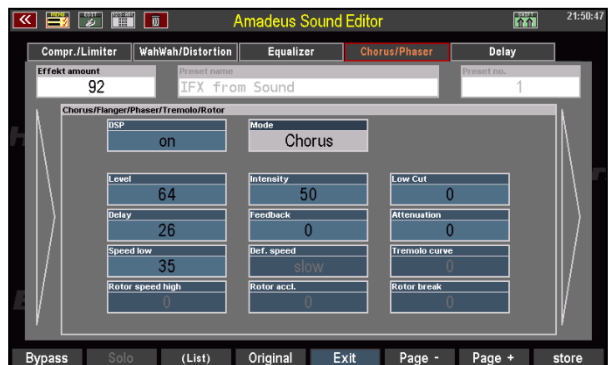 Amadeus Sound Editor
21:50:47
Compr./Limiter WahWah/Distortion Equalizer Chorus/Phaser Delay
Effekt amount Preset name Preset no.
92 IFX from Sound 1
Chorus/Flanger/Phaser/Tremolo/Rotor
DSP Mode
on Chorus
Level Intensity Low Cut
64 50 0
Delay Feedback Attenuation
26 0 0
Speed low Def. speed Tremolo curve
35 slow 0
Rotor speed high Rotor accl. Rotor break
0 0 0
Bypass Solo (List) Original Exit Page - Page + store